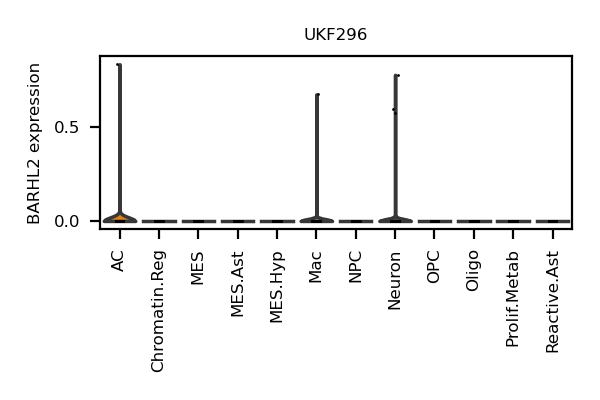 UKF296
BARHL2 expression
0.5
0.0
AC
Chromatin.Reg
MES
MES.Ast
MES.Hyp
Mac
NPC
Neuron
OPC
Oligo
Prolif.Metab
Reactive.Ast